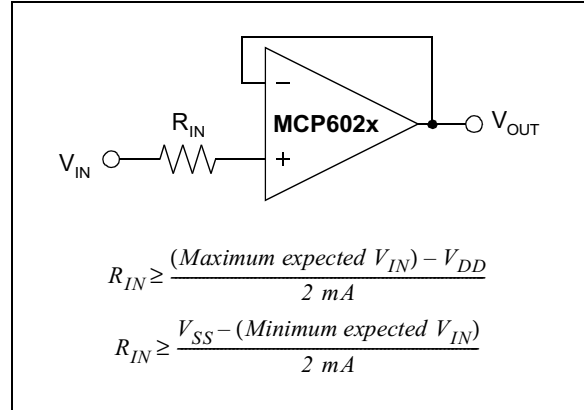 −
R_IN
MCP602x
V_OUT
V_IN
+
R_IN ≥ (Maximum expected V_IN) – V_DD / 2 mA
R_IN ≥ V_SS – (Minimum expected V_IN) / 2 mA